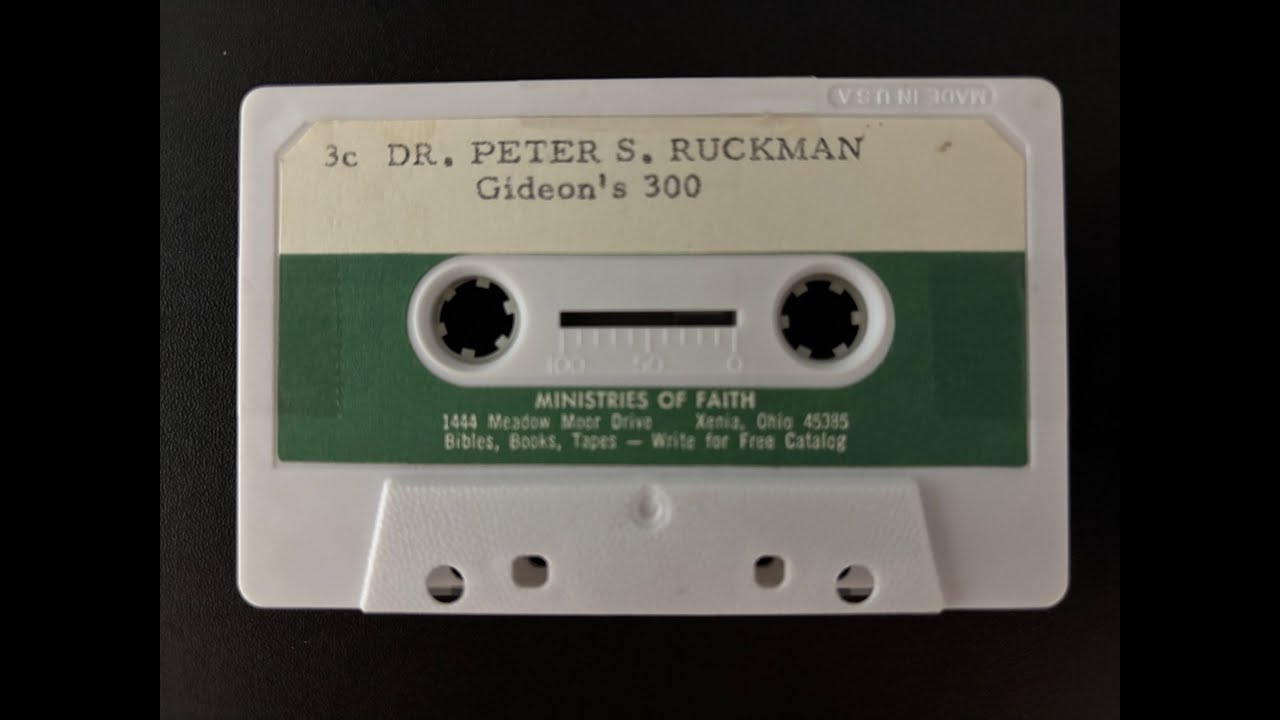 MADE IN U S A
3c DR. PETER S. RUCKMAN
Gideon's 300
100 50 0
MINISTRIES OF FAITH
1444 Meadow Moor Drive Xenia, Ohio 45385
Bibles, Books, Tapes — Write for Free Catalog